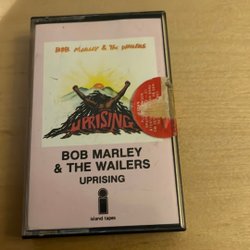 BOB MARLEY & THE WAILERS
UPRISING
BOB MARLEY
& THE WAILERS
UPRISING
island tapes